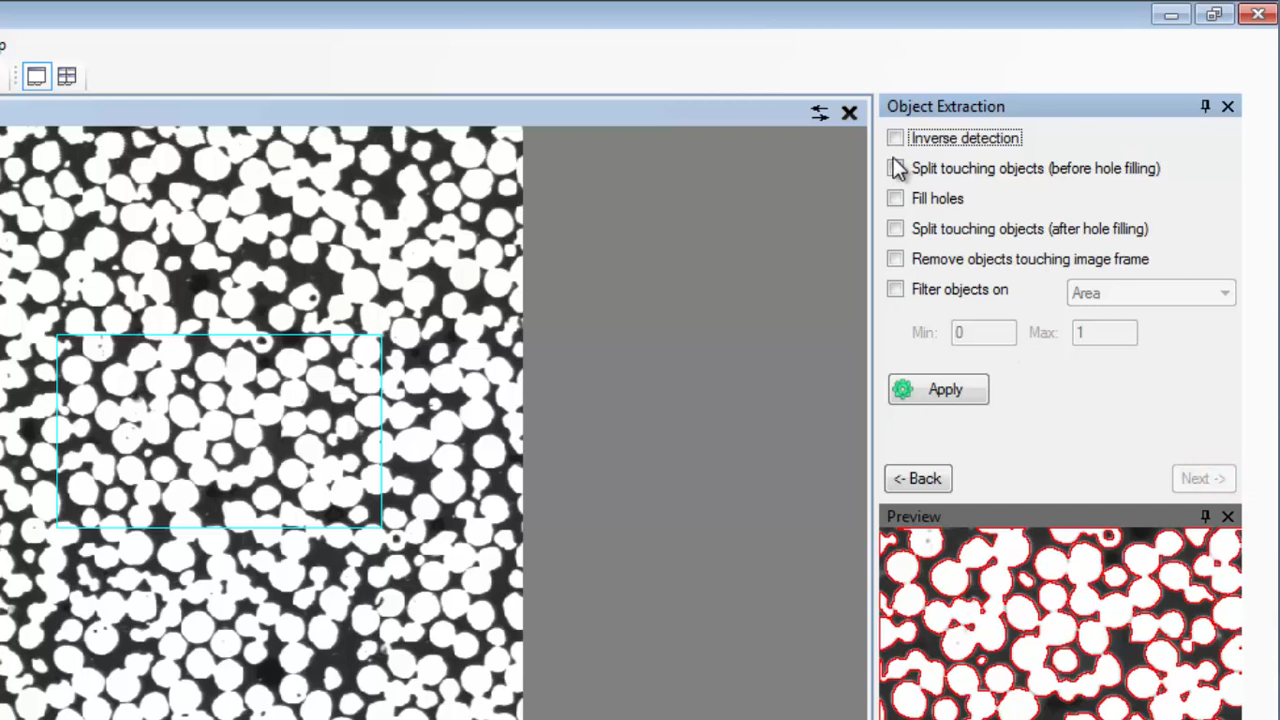 p
Object Extraction
Inverse detection
Split touching objects (before hole filling)
Fill holes
Split touching objects (after hole filling)
Remove objects touching image frame
Filter objects on Area
Min: 0 Max: 1
Apply
<- Back Next ->
Preview